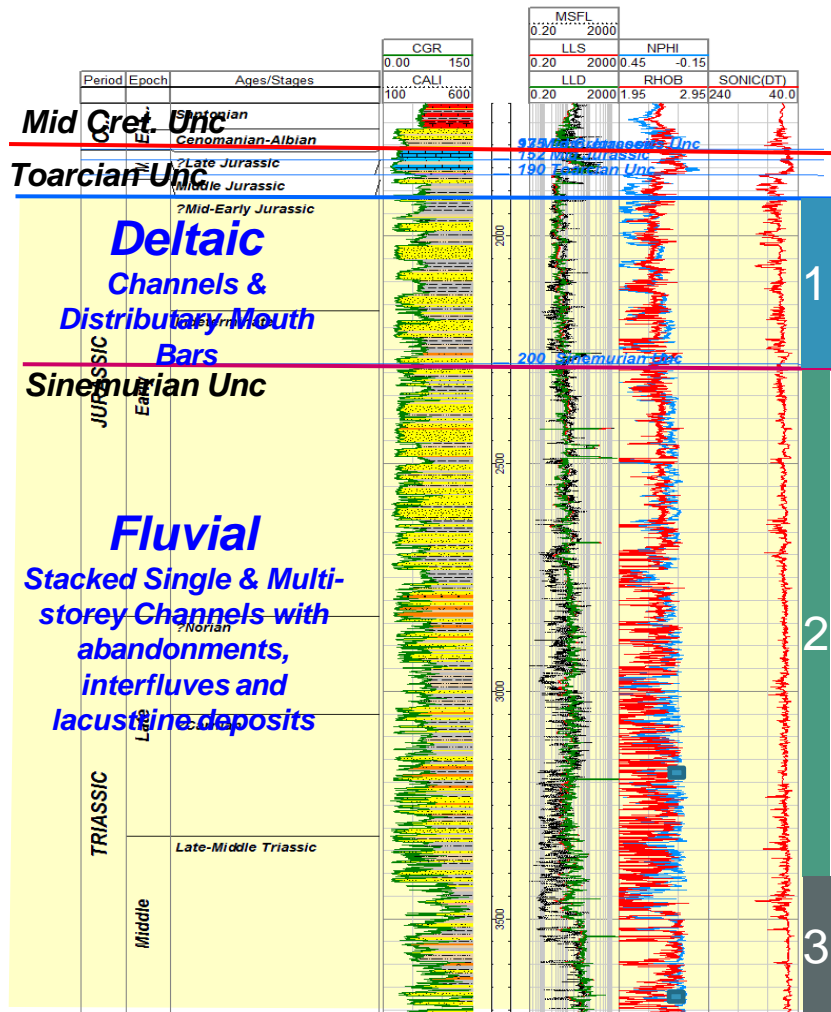 MSFL
0.20 2000
CGR LLS NPHI
0.00 150 0.20 2000 0.45 -0.15
Period Epoch Ages/Stages CALI LLD RHOB SONIC(DT)
100 600 0.20 2000 1.95 2.95 240 40.0
Santonian
Mid Cret. Unc
Cenomanian-Albian
?Late Jurassic
152 Mid Jurassic
Toarcian Unc
190 Toarcian Unc
Middle Jurassic
?Mid-Early Jurassic
Deltaic
2000
Channels &
1
Distributary Mouth
Bars
200 Sinemurian Unc
Sinemurian Unc
JURASSIC
Early
2500
Fluvial
Stacked Single & Multi-
storey Channels with
?Norian
abandonments,
2
interfluves and
3000
lacustrine deposits
Late
TRIASSIC
Late-Middle Triassic
Middle
3500
3